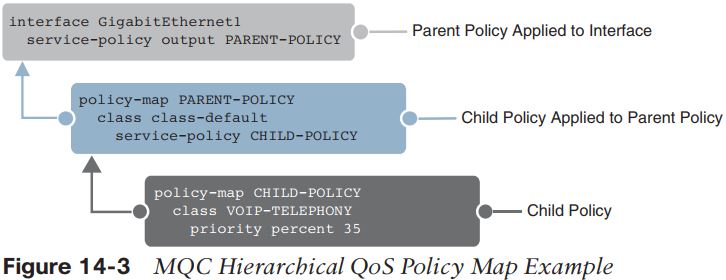 interface GigabitEthernet1
service-policy output PARENT-POLICY
Parent Policy Applied to Interface
policy-map PARENT-POLICY
class class-default
service-policy CHILD-POLICY
Child Policy Applied to Parent Policy
policy-map CHILD-POLICY
class VOIP-TELEPHONY
priority percent 35
Child Policy
Figure 14-3 MQC Hierarchical QoS Policy Map Example